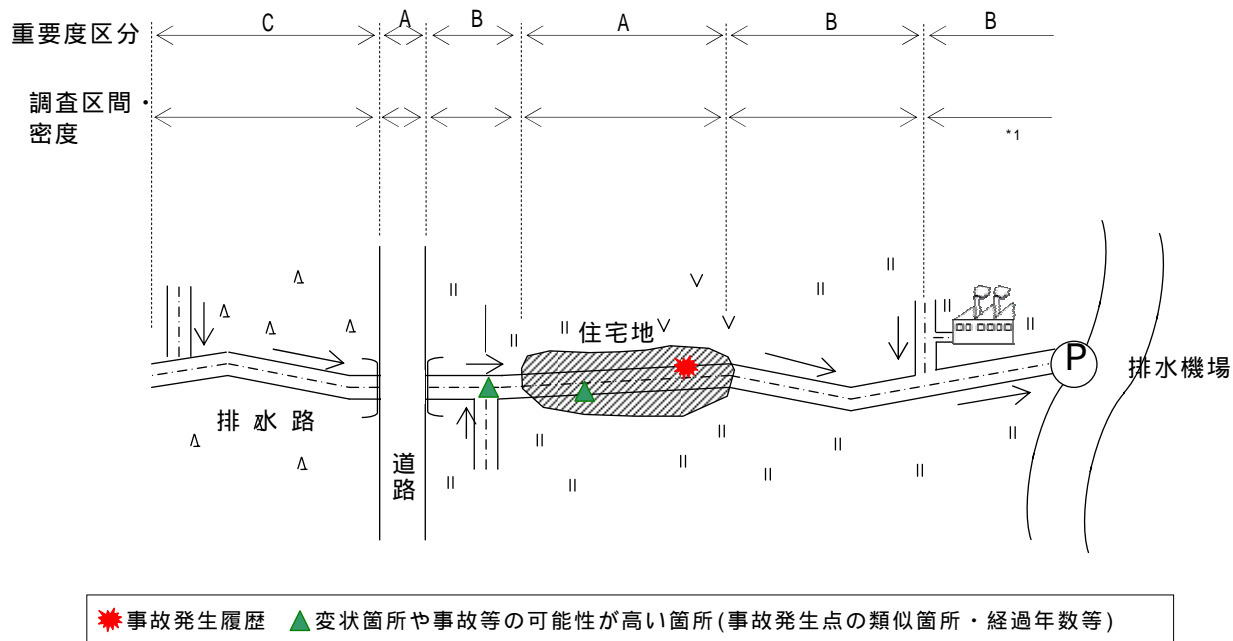 重要度区分 C A B A B B
調査区間・
密度
*1
住宅地
排水路
道路
P 排水機場
事故発生履歴 変状箇所や事故等の可能性が高い箇所(事故発生点の類似箇所・経過年数等)